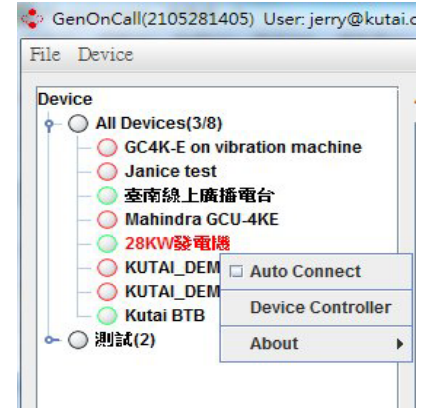 GenOnCall(2105281405) User: jerry@kutai.c
File Device
Device
All Devices(3/8)
GC4K-E on vibration machine
Janice test
臺南線上廣播電台
Mahindra GCU-4KE
28KW發電機
KUTAI_DEM
KUTAI_DEM
Kutai BTB
測試(2)
Auto Connect
Device Controller
About